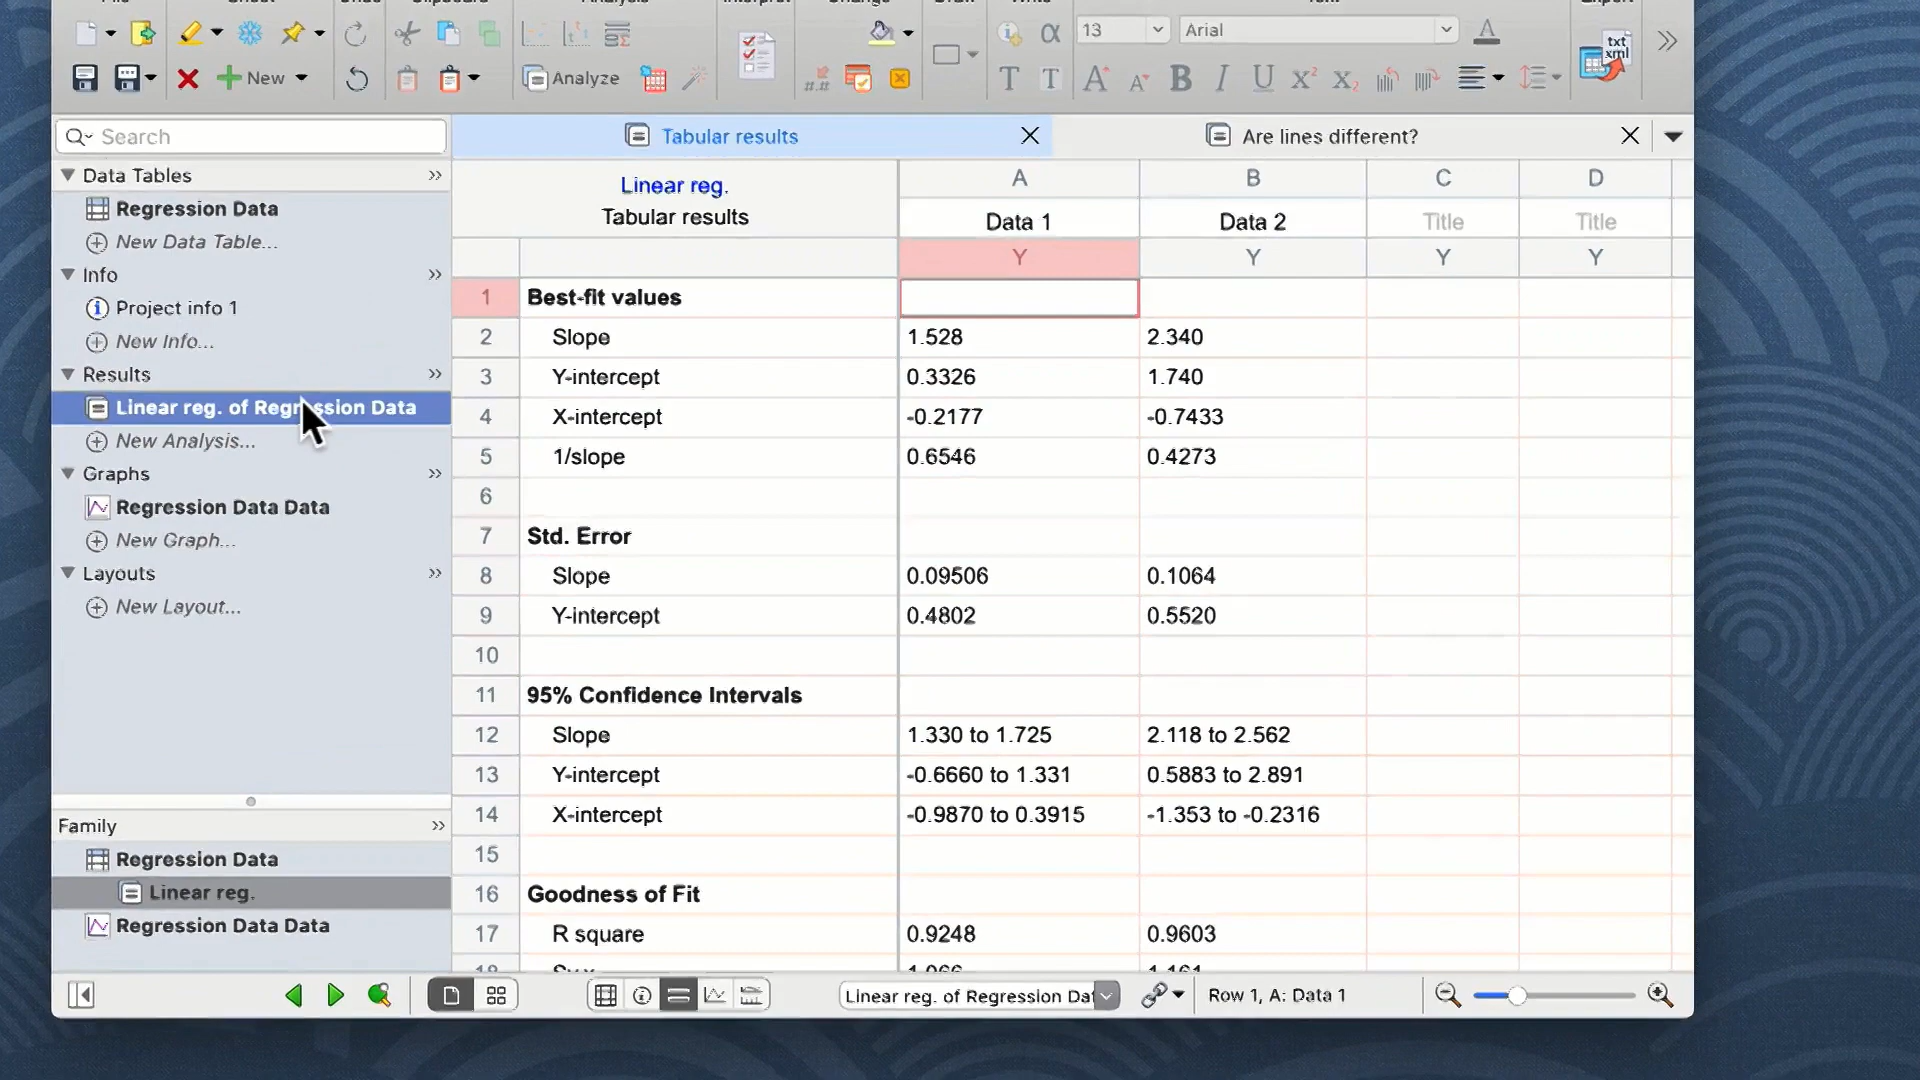 13
Arial
txt
xml
New
Analyze
#.##
Search
Tabular results
Are lines different?
Data Tables
Regression Data
New Data Table...
Info
Project info 1
New Info...
Results
Linear reg. of Regression Data
New Analysis...
Graphs
Regression Data Data
New Graph...
Layouts
New Layout...
Family
Regression Data
Linear reg.
Regression Data Data
Linear reg.
Tabular results
A B C D
Data 1 Data 2 Title Title
Y Y Y Y
1 Best-fit values
2 Slope 1.528 2.340
3 Y-intercept 0.3326 1.740
4 X-intercept -0.2177 -0.7433
5 1/slope 0.6546 0.4273
6
7 Std. Error
8 Slope 0.09506 0.1064
9 Y-intercept 0.4802 0.5520
10
11 95% Confidence Intervals
12 Slope 1.330 to 1.725 2.118 to 2.562
13 Y-intercept -0.6660 to 1.331 0.5883 to 2.891
14 X-intercept -0.9870 to 0.3915 -1.353 to -0.2316
15
16 Goodness of Fit
17 R square 0.9248 0.9603
Linear reg. of Regression Dat
Row 1, A: Data 1